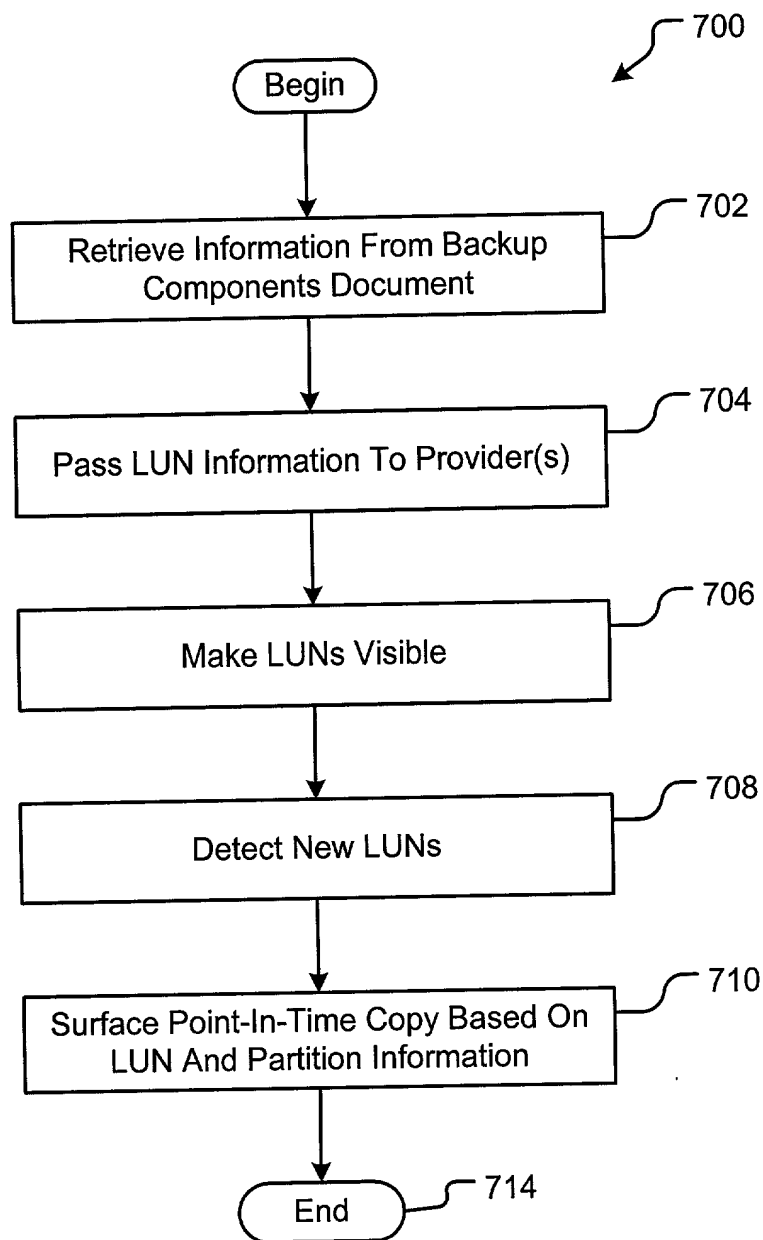 700
Begin
702
Retrieve Information From Backup
Components Document
704
Pass LUN Information To Provider(s)
706
Make LUNs Visible
708
Detect New LUNs
710
Surface Point-In-Time Copy Based On
LUN And Partition Information
714
End